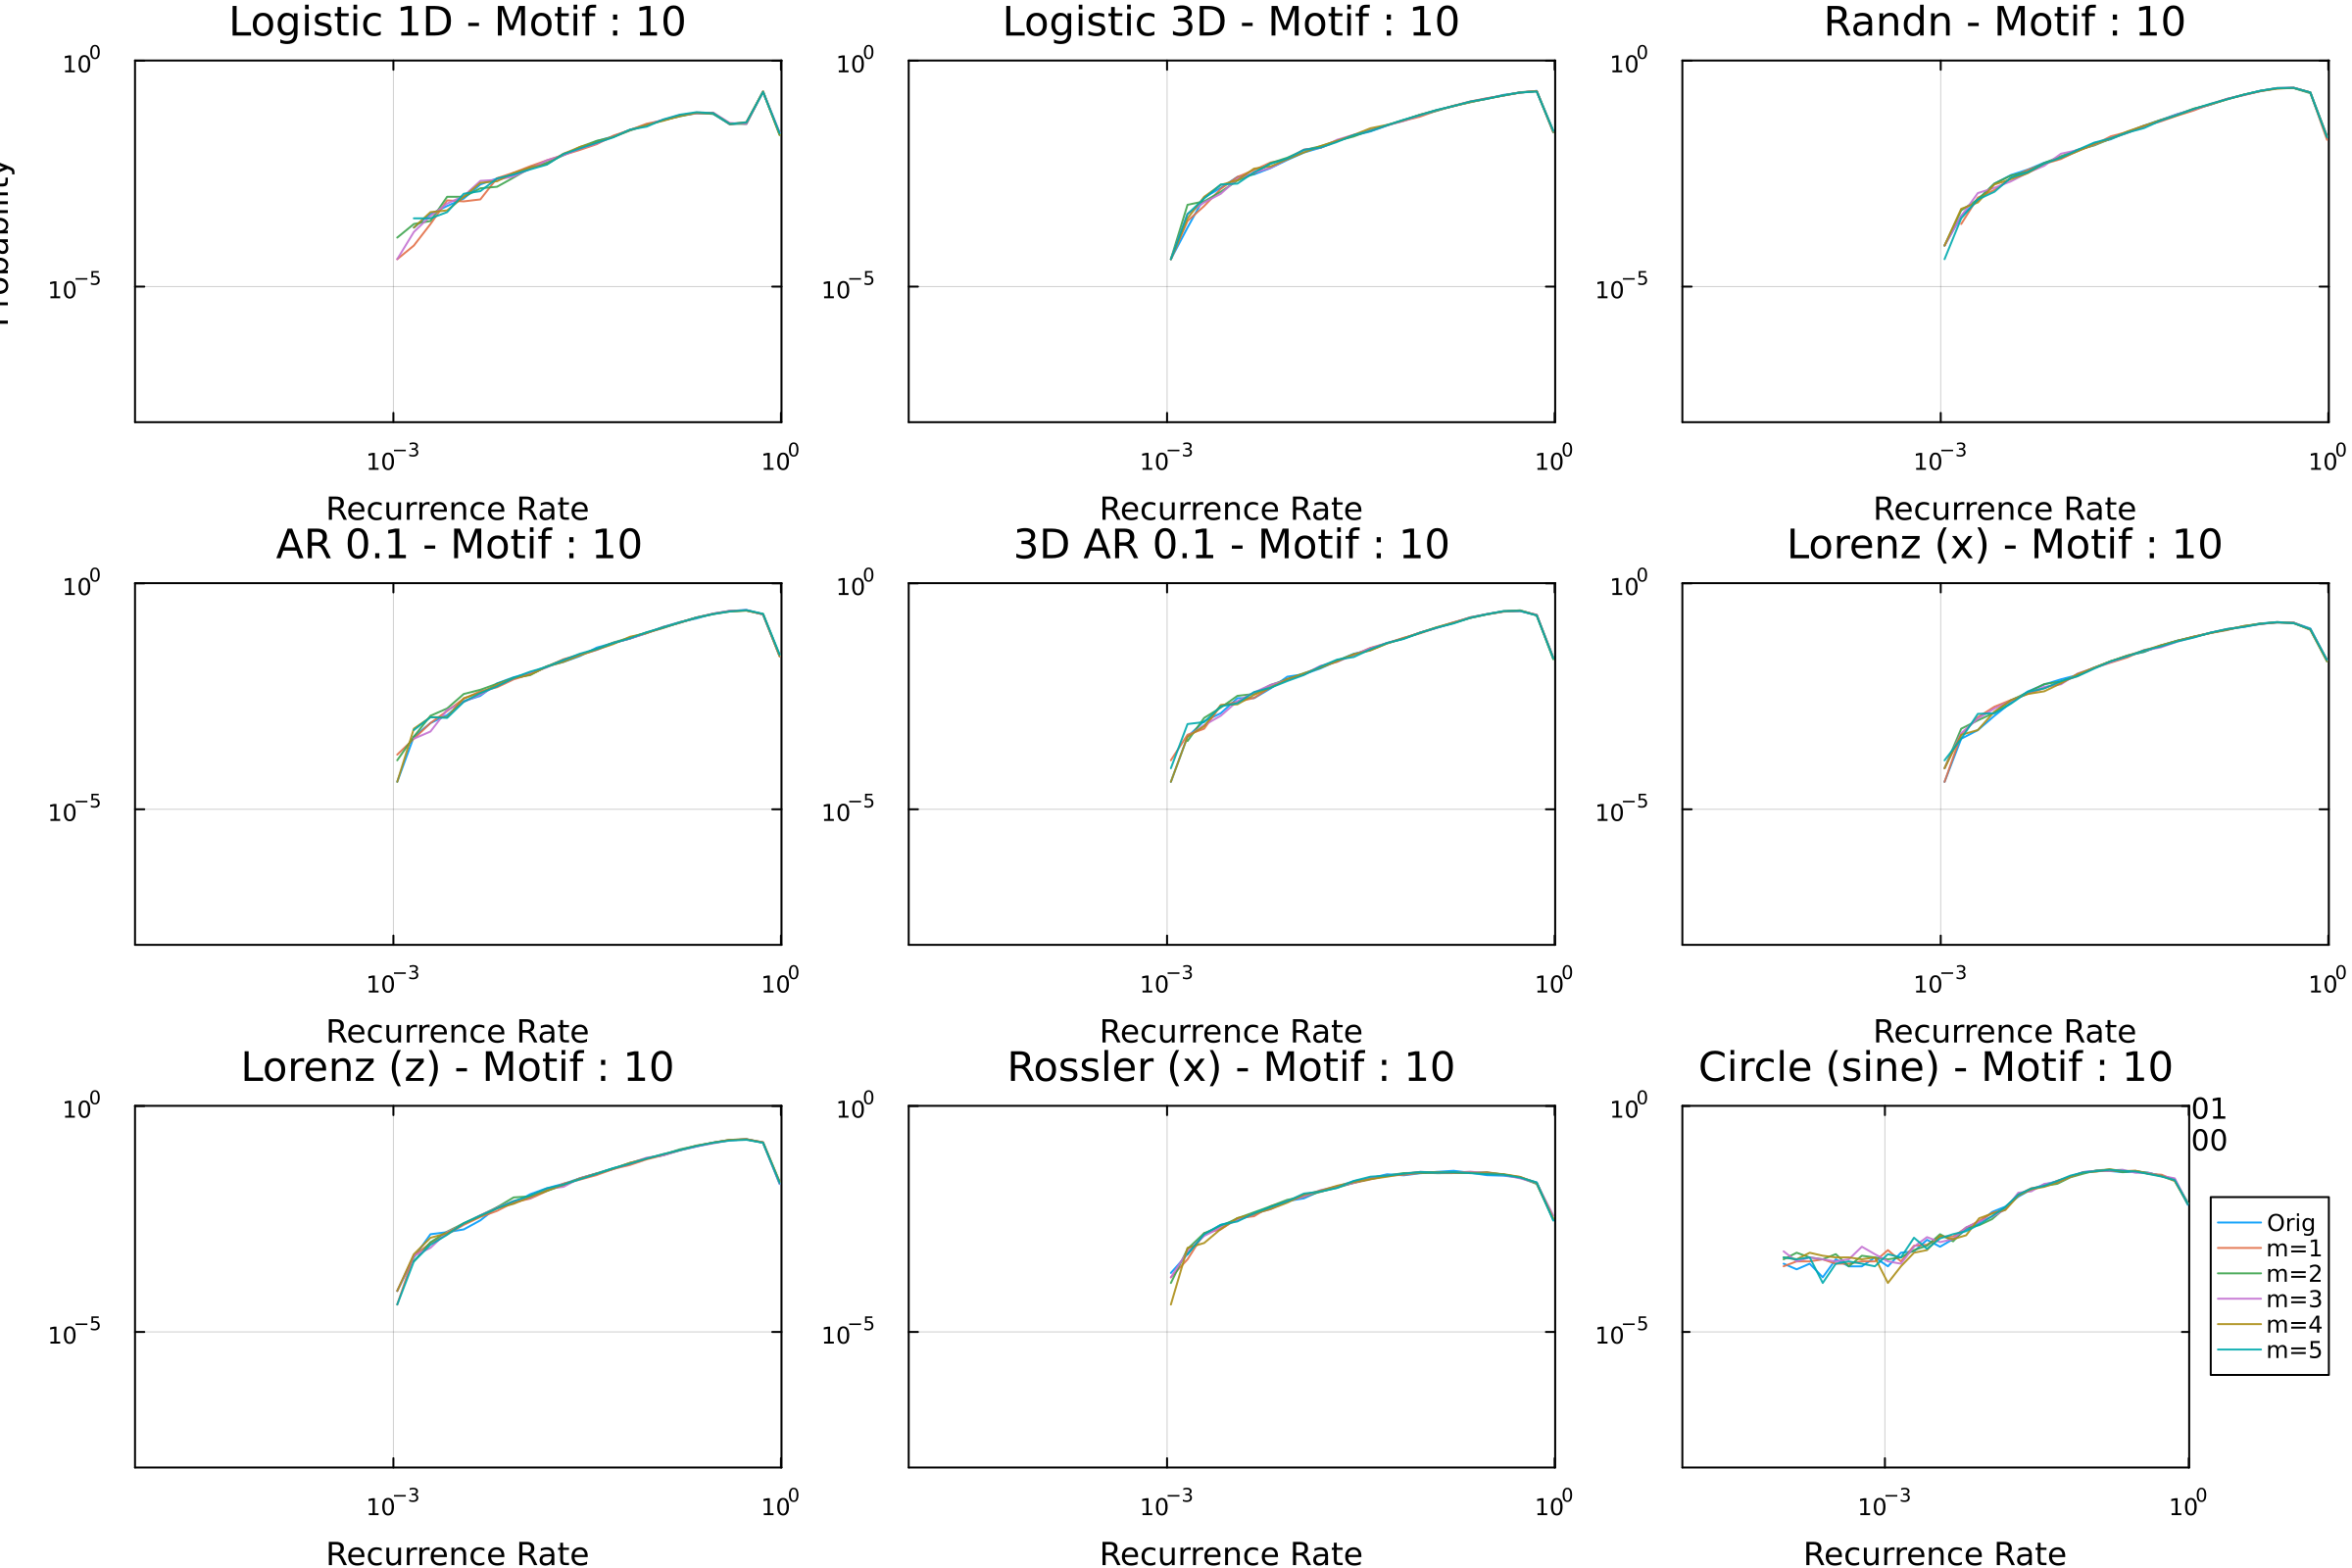 Logistic 1D - Motif : 10
Logistic 3D - Motif : 10
Randn - Motif : 10
10^0
10^0
10^0
Probability
10^−5
10^−5
10^−5
10^−3 10^0
10^−3 10^0
10^−3 10^0
Recurrence Rate
Recurrence Rate
Recurrence Rate
AR 0.1 - Motif : 10
3D AR 0.1 - Motif : 10
Lorenz (x) - Motif : 10
10^0
10^0
10^0
10^−5
10^−5
10^−5
10^−3 10^0
10^−3 10^0
10^−3 10^0
Recurrence Rate
Recurrence Rate
Recurrence Rate
Lorenz (z) - Motif : 10
Rossler (x) - Motif : 10
Circle (sine) - Motif : 10
10^0
10^0
10^0
01
00
Orig
m=1
m=2
m=3
m=4
m=5
10^−5
10^−5
10^−5
10^−3 10^0
10^−3 10^0
10^−3 10^0
Recurrence Rate
Recurrence Rate
Recurrence Rate